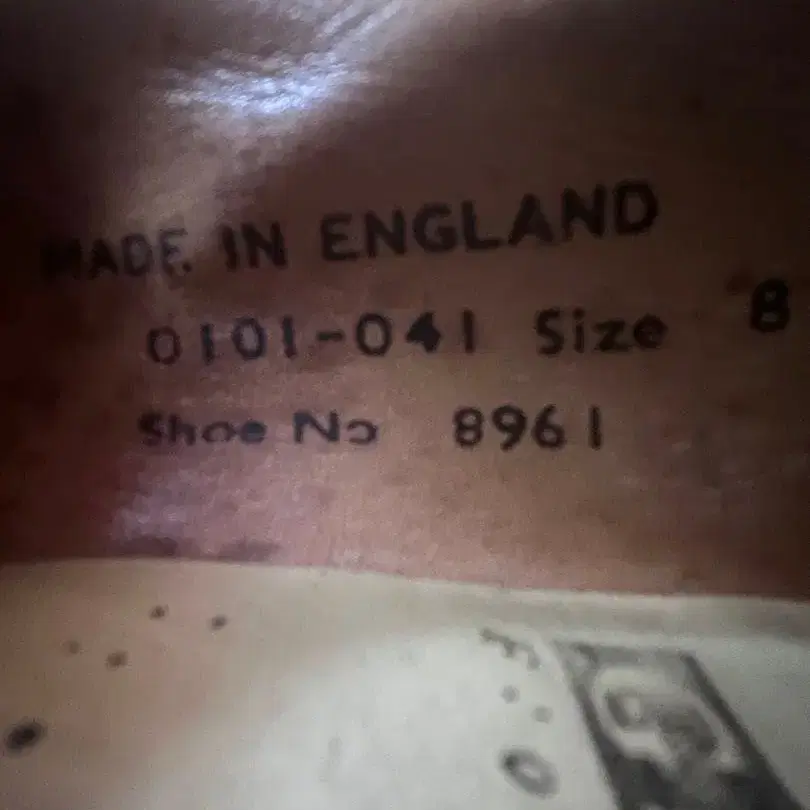 MADE IN ENGLAND
0101-041 Size 8
Shoe No 8961